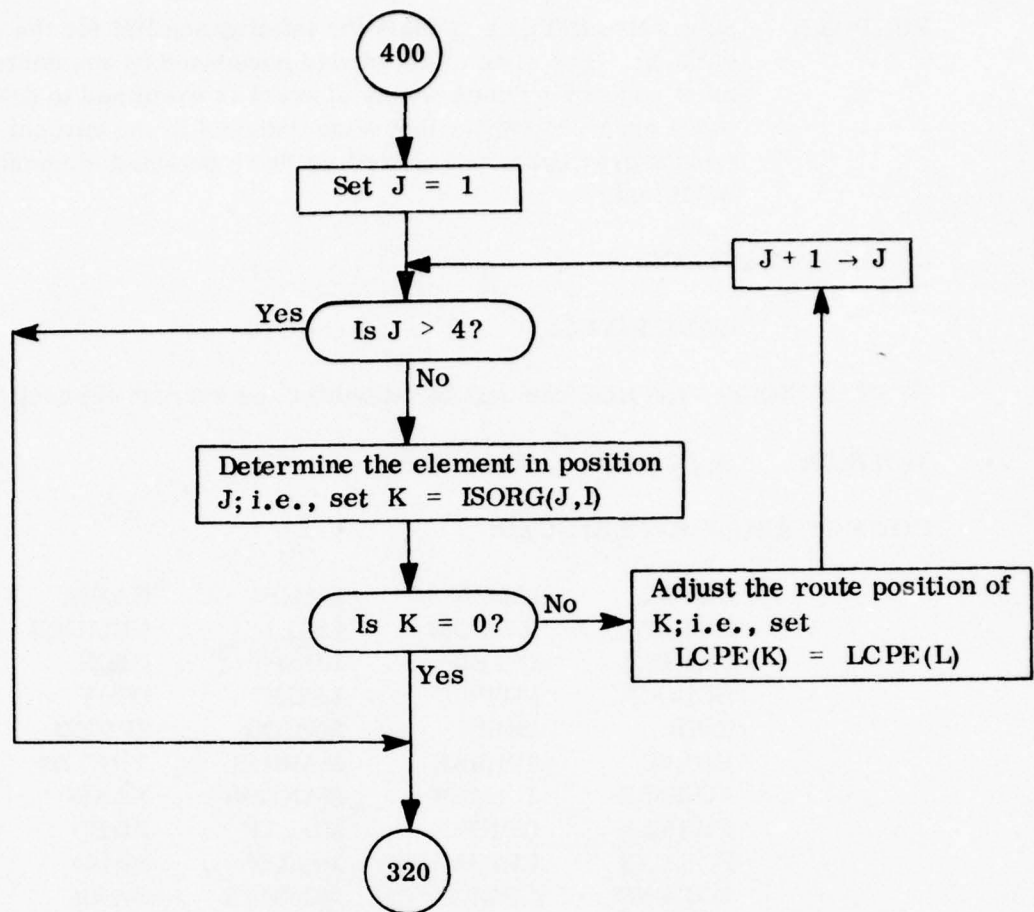 400
Set J = 1
J + 1 → J
Yes
Is J > 4?
No
Determine the element in position
J; i.e., set K = ISORG(J,I)
Is K = 0?
No
Adjust the route position of
K; i.e., set
LCPE(K) = LCPE(L)
Yes
320